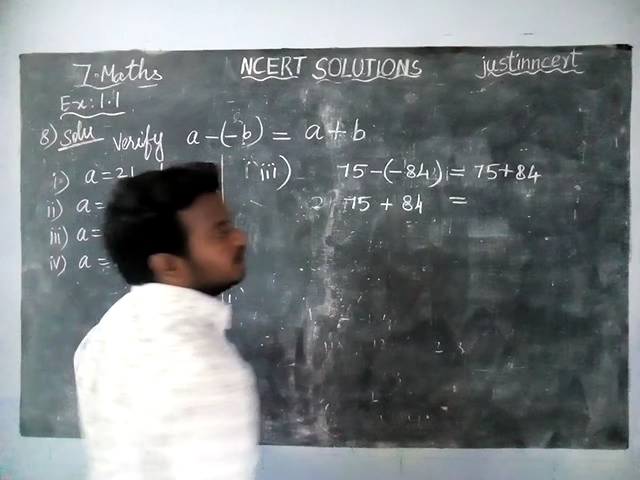 7. Maths NCERT SOLUTIONS justinncert
Ex: 1.1
8) Solu Verify a - (-b) = a + b
i) a = 21
ii) a =
iii) a =
iv) a =
iii) 75 - (-84) = 75 + 84
75 + 84 =